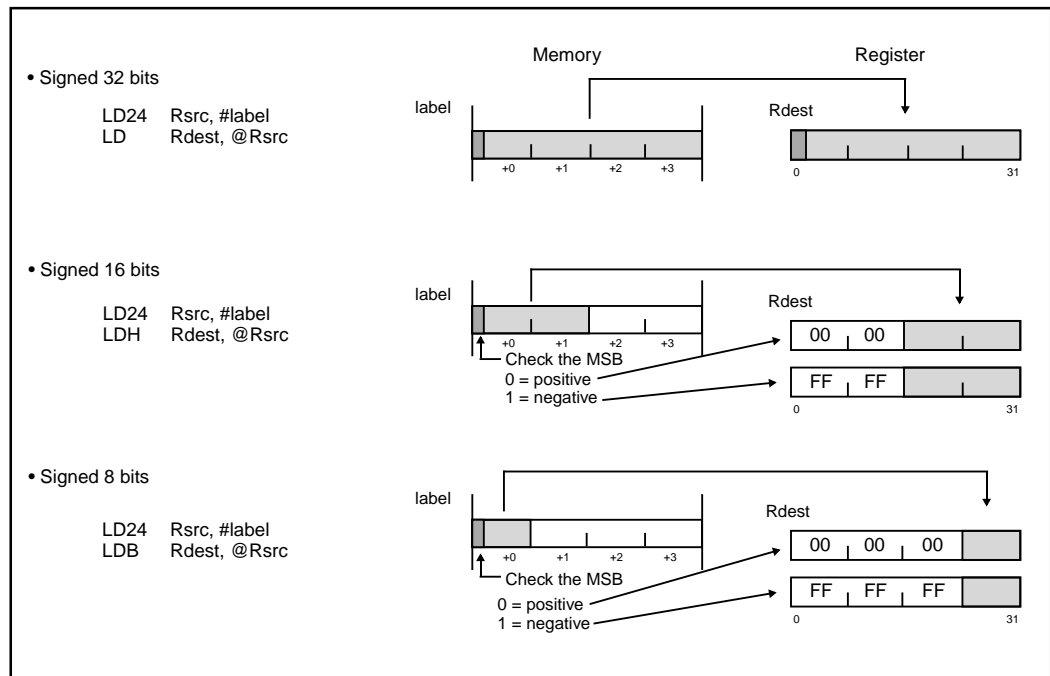 Memory Register
• Signed 32 bits
LD24 Rsrc, #label
LD Rdest, @Rsrc
label
Rdest
+0 +1 +2 +3
0 31
• Signed 16 bits
LD24 Rsrc, #label
LDH Rdest, @Rsrc
label
Rdest
+0 +1 +2 +3
00 00
Check the MSB
0 = positive
1 = negative
FF FF
0 31
• Signed 8 bits
LD24 Rsrc, #label
LDB Rdest, @Rsrc
label
Rdest
+0 +1 +2 +3
00 00 00
Check the MSB
0 = positive
1 = negative
FF FF FF
0 31